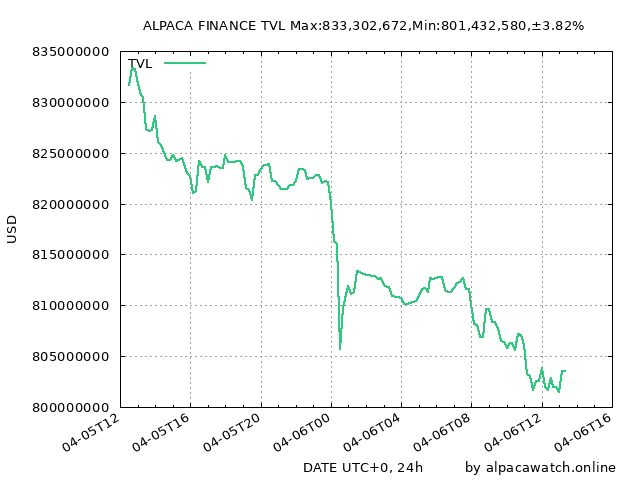 ALPACA FINANCE TVL Max:833,302,672,Min:801,432,580,±3.82%
835000000
TVL
830000000
825000000
820000000
815000000
810000000
805000000
800000000
USD
04-05T12
04-05T16
04-05T20
04-06T00
04-06T04
04-06T08
04-06T12
04-06T16
DATE UTC+0, 24h
by alpacawatch.online